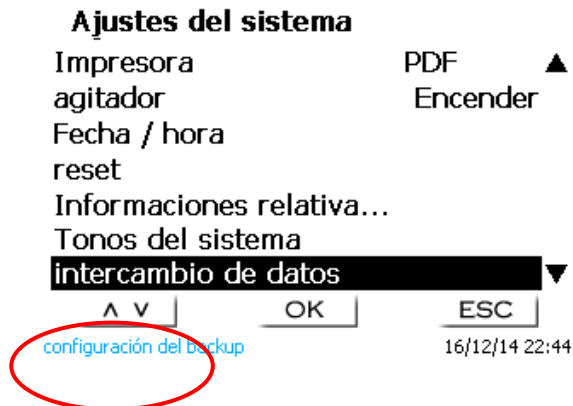 Ajustes del sistema
Impresora PDF ▲
agitador Encender
Fecha / hora
reset
Informaciones relativa...
Tonos del sistema
intercambio de datos ▼
∧ ∨ OK ESC
configuración del backup 16/12/14 22:44